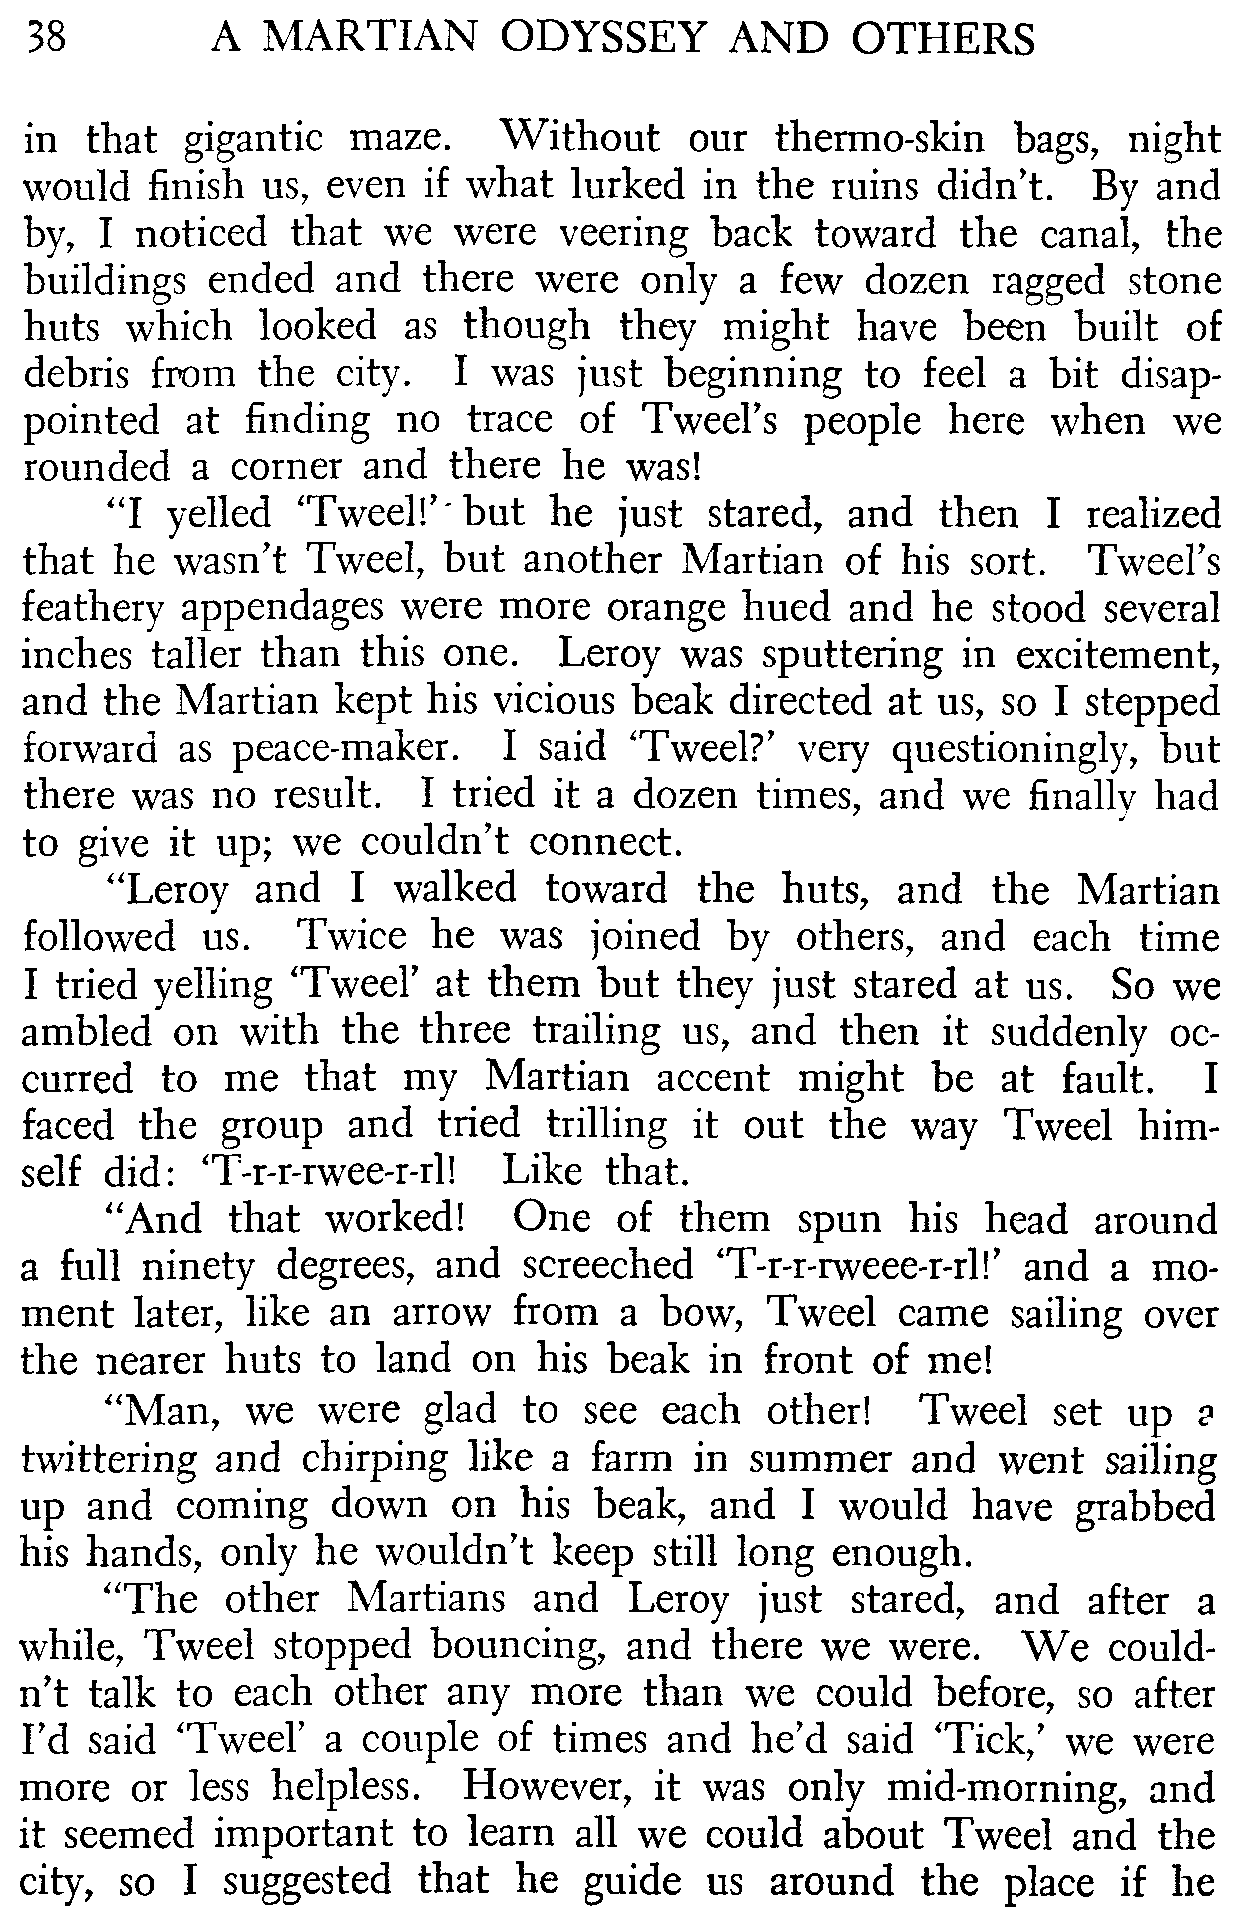 38 A MARTIAN ODYSSEY AND OTHERS
in that gigantic maze. Without our thermo-skin bags, night
would finish us, even if what lurked in the ruins didn't. By and
by, I noticed that we were veering back toward the canal, the
buildings ended and there were only a few dozen ragged stone
huts which looked as though they might have been built of
debris from the city. I was just beginning to feel a bit disap-
pointed at finding no trace of Tweel's people here when we
rounded a corner and there he was!
“I yelled ‘Tweel!’ but he just stared, and then I realized
that he wasn't Tweel, but another Martian of his sort. Tweel's
feathery appendages were more orange hued and he stood several
inches taller than this one. Leroy was sputtering in excitement,
and the Martian kept his vicious beak directed at us, so I stepped
forward as peace-maker. I said ‘Tweel?’ very questioningly, but
there was no result. I tried it a dozen times, and we finally had
to give it up; we couldn't connect.
“Leroy and I walked toward the huts, and the Martian
followed us. Twice he was joined by others, and each time
I tried yelling ‘Tweel’ at them but they just stared at us. So we
ambled on with the three trailing us, and then it suddenly oc-
curred to me that my Martian accent might be at fault. I
faced the group and tried trilling it out the way Tweel him-
self did: ‘T-r-r-rwee-r-rl! Like that.
“And that worked! One of them spun his head around
a full ninety degrees, and screeched ‘T-r-r-rweee-r-rl!’ and a mo-
ment later, like an arrow from a bow, Tweel came sailing over
the nearer huts to land on his beak in front of me!
“Man, we were glad to see each other! Tweel set up a
twittering and chirping like a farm in summer and went sailing
up and coming down on his beak, and I would have grabbed
his hands, only he wouldn't keep still long enough.
“The other Martians and Leroy just stared, and after a
while, Tweel stopped bouncing, and there we were. We could-
n't talk to each other any more than we could before, so after
I'd said ‘Tweel’ a couple of times and he'd said ‘Tick,’ we were
more or less helpless. However, it was only mid-morning, and
it seemed important to learn all we could about Tweel and the
city, so I suggested that he guide us around the place if he